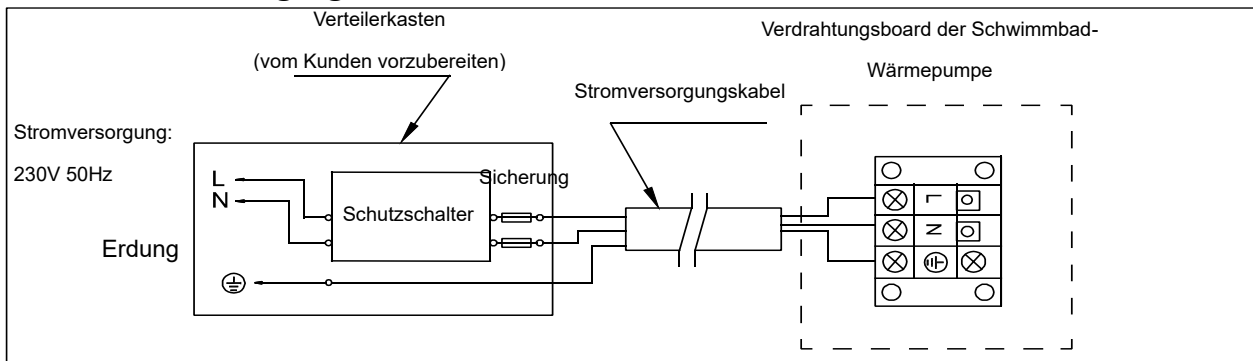 Verteilerkasten
(vom Kunden vorzubereiten)
Verdrahtungsboard der Schwimmbad-
Wärmepumpe
Stromversorgungskabel
Stromversorgung:
230V 50Hz
L
N
Erdung
Schutzschalter
Sicherung
L
N